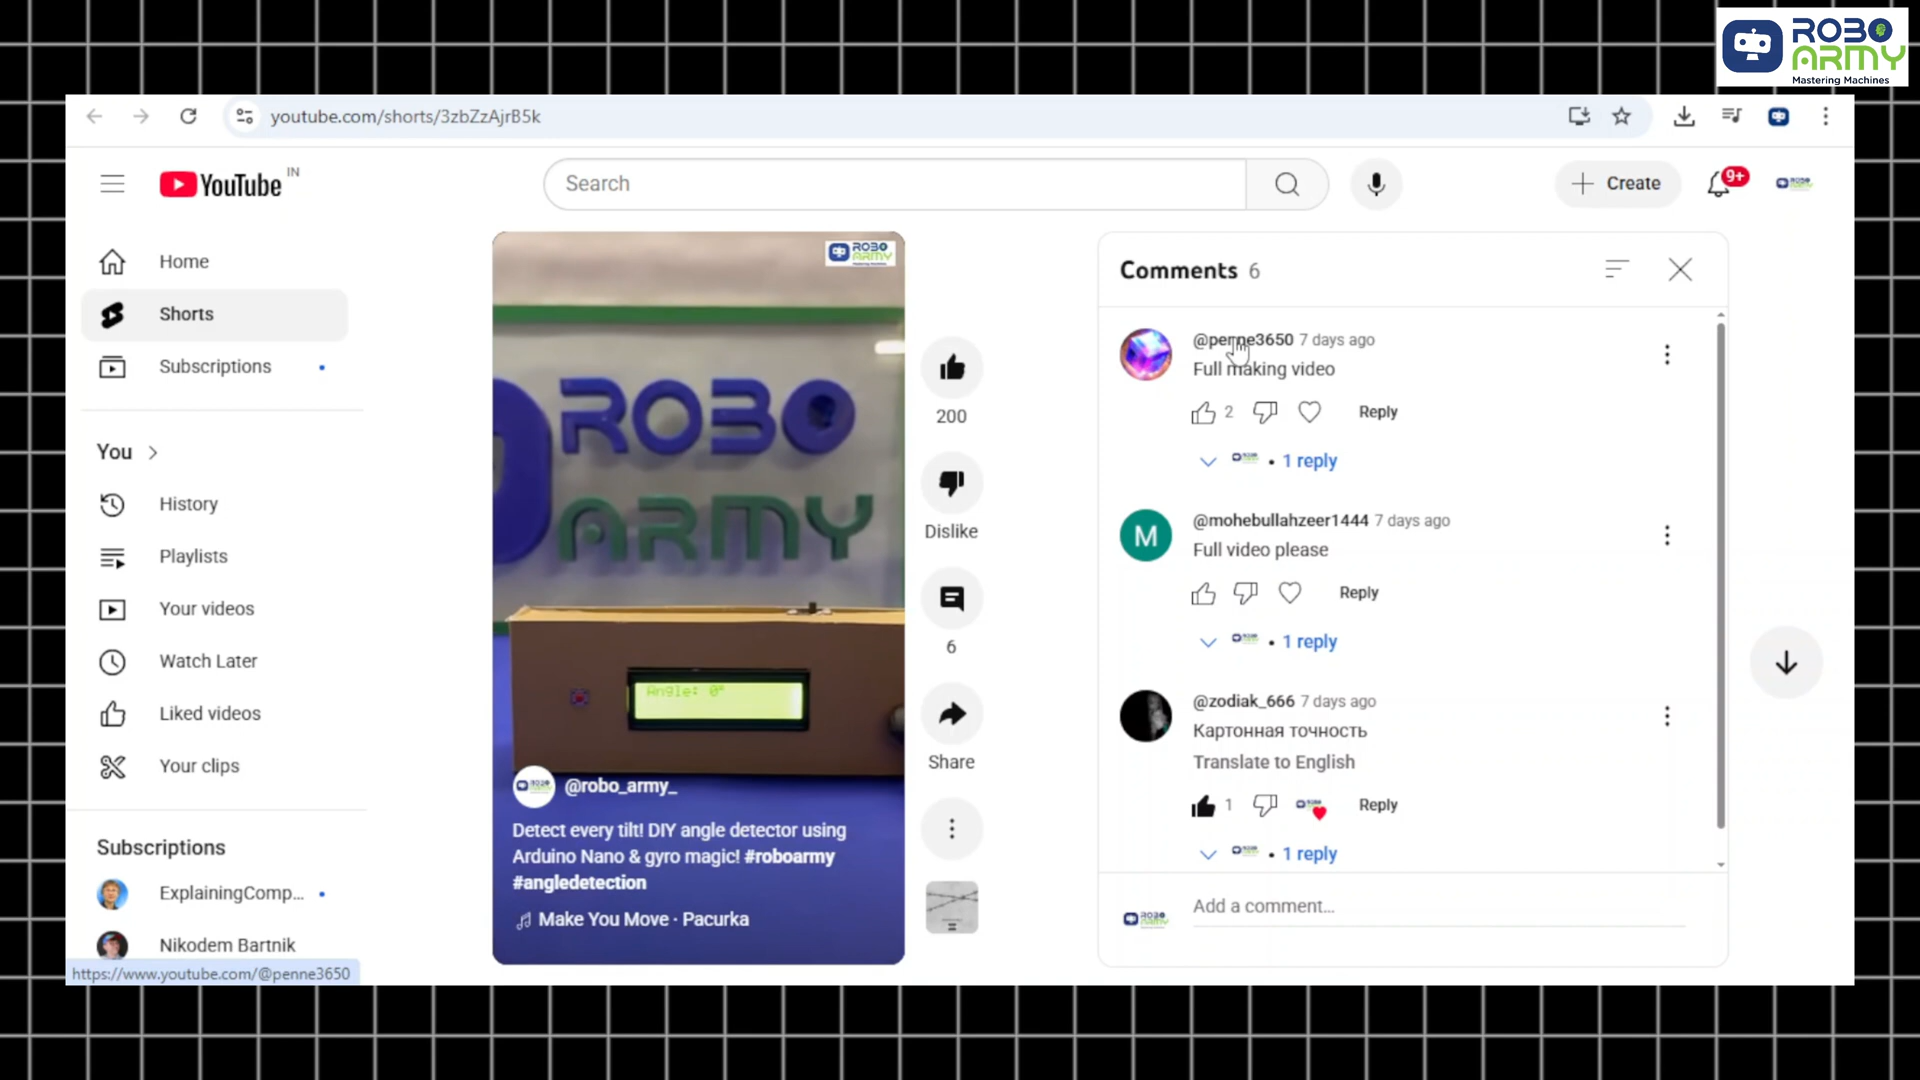 ROBO
ARMY
Mastering Machines
youtube.com/shorts/3zbZzAjrB5k
YouTube IN
Search
Create
9+
Home
Shorts
Subscriptions
You
History
Playlists
Your videos
Watch Later
Liked videos
Your clips
Subscriptions
ExplainingComp...
Nikodem Bartnik
https://www.youtube.com/@penne3650
ROBO
ARMY
ROBO
ARMY
Angle: 0°
@robo_army_
Detect every tilt! DIY angle detector using
Arduino Nano & gyro magic! #roboarmy
#angledetection
Make You Move · Pacurka
200
Dislike
6
Share
Comments 6
@penne3650 7 days ago
Full making video
2 Reply
• 1 reply
@mohebullahzeer1444 7 days ago
M
Full video please
Reply
• 1 reply
@zodiak_666 7 days ago
Картонная точность
Translate to English
1 Reply
• 1 reply
Add a comment...